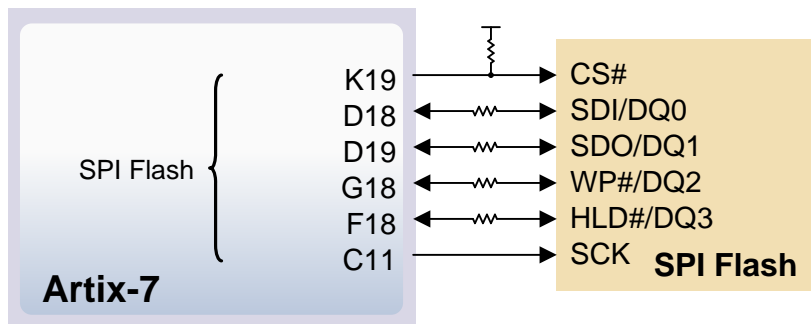 K19 CS#
D18 SDI/DQ0
D19 SDO/DQ1
SPI Flash G18 WP#/DQ2
F18 HLD#/DQ3
C11 SCK
Artix-7 SPI Flash